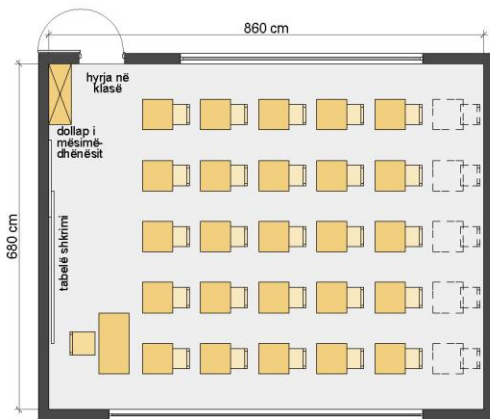 860 cm
hyrja në
klasë
dollap i
mësimë-
dhënësit
680 cm
tabelë shkrimi